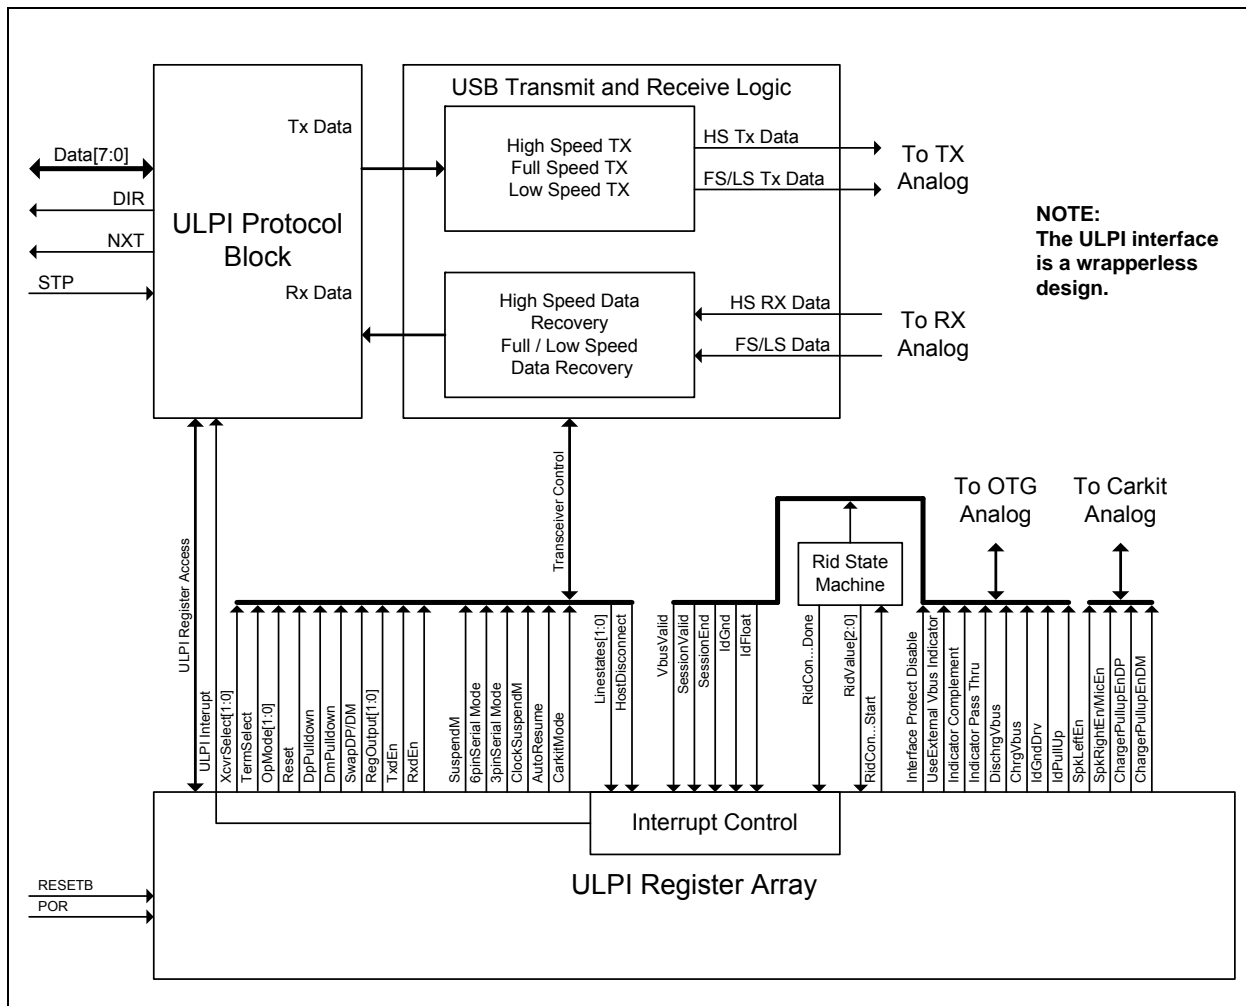 USB Transmit and Receive Logic
Tx Data
High Speed TX
Full Speed TX
Low Speed TX
HS Tx Data
FS/LS Tx Data
To TX
Analog
Data[7:0]
DIR
NXT
STP
ULPI Protocol
Block
Rx Data
High Speed Data
Recovery
Full / Low Speed
Data Recovery
HS RX Data
FS/LS Data
To RX
Analog
NOTE:
The ULPI interface
is a wrapperless
design.
ULPI Register Access
ULPI Interupt
Transceiver Control
To OTG
Analog
To Carkit
Analog
Rid State
Machine
XcvrSelect[1:0]
TermSelect
OpMode[1:0]
Reset
DpPulldown
DmPulldown
SwapDP/DM
RegOutput[1:0]
TxdEn
RxdEn
SuspendM
6pinSerial Mode
3pinSerial Mode
ClockSuspendM
AutoResume
CarkitMode
Linestates[1:0]
HostDisconnect
VbusValid
SessionValid
SessionEnd
IdGnd
IdFloat
RidCon...Done
RidValue[2:0]
RidCon...Start
Interface Protect Disable
UseExternal Vbus Indicator
Indicator Complement
Indicator Pass Thru
DischrgVbus
ChrgVbus
IdGndDrv
IdPullUp
SpkLeftEn
SpkRightEn/MicEn
ChargerPullupEnDP
ChargerPullupEnDM
Interrupt Control
ULPI Register Array
RESETB
POR